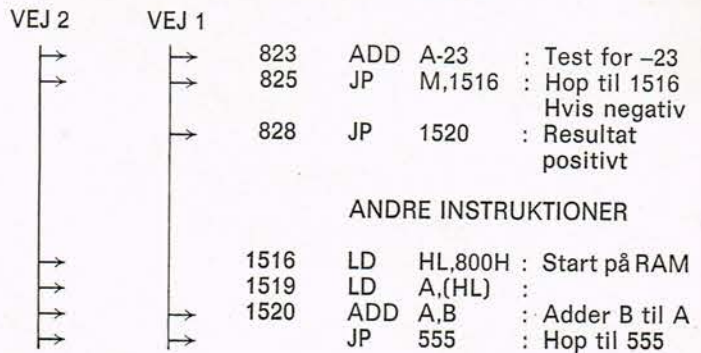 VEJ 2 VEJ 1
823 ADD A-23 : Test for –23
825 JP M,1516 : Hop til 1516
Hvis negativ
828 JP 1520 : Resultat
positivt
ANDRE INSTRUKTIONER
1516 LD HL,800H : Start på RAM
1519 LD A,(HL) :
1520 ADD A,B : Adder B til A
JP 555 : Hop til 555